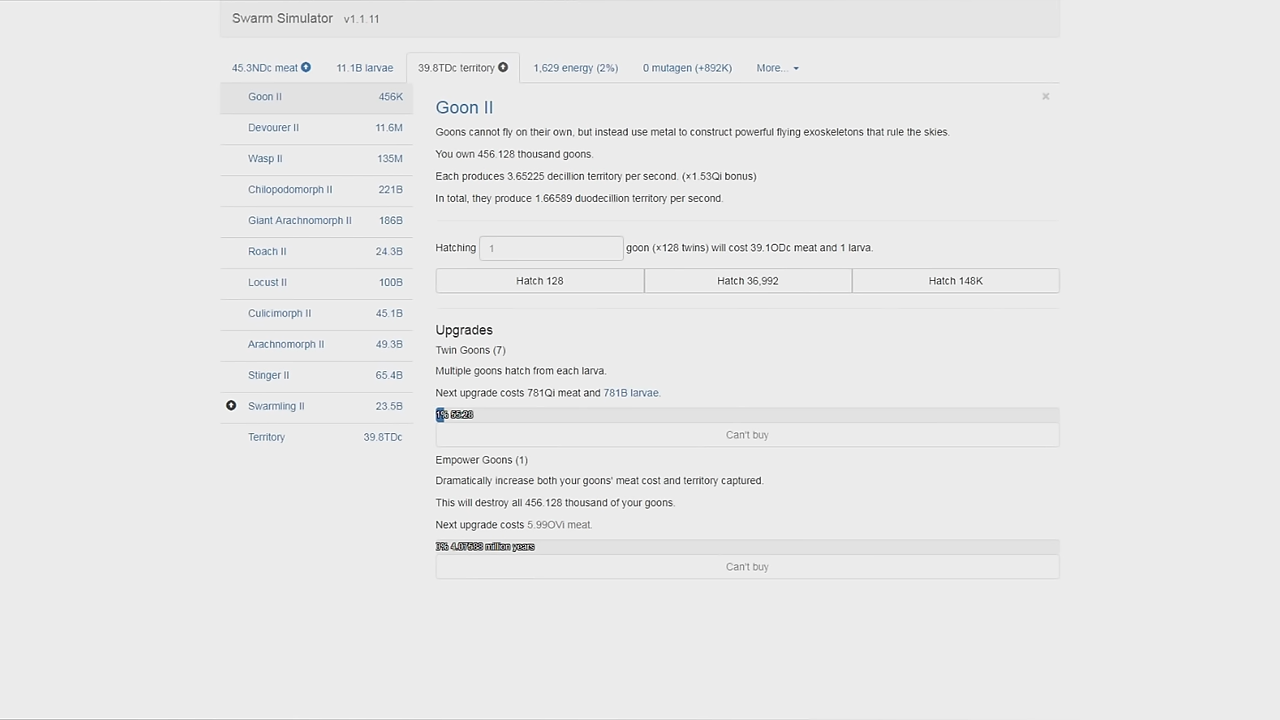 Swarm Simulator v1.1.11
45.3NDc meat 11.1B larvae 39.8TDc territory 1,629 energy (2%) 0 mutagen (+892K) More...
Goon II 456K
Devourer II 11.6M
Wasp II 135M
Chilopodomorph II 221B
Giant Arachnomorph II 186B
Roach II 24.3B
Locust II 100B
Culicimorph II 45.1B
Arachnomorph II 49.3B
Stinger II 65.4B
Swarmling II 23.5B
Territory 39.8TDc
Goon II ×
Goons cannot fly on their own, but instead use metal to construct powerful flying exoskeletons that rule the skies.
You own 456.128 thousand goons.
Each produces 3.65225 decillion territory per second. (×1.53Qi bonus)
In total, they produce 1.66589 duodecillion territory per second.
Hatching 1 goon (×128 twins) will cost 39.1ODc meat and 1 larva.
Hatch 128 Hatch 36,992 Hatch 148K
Upgrades
Twin Goons (7)
Multiple goons hatch from each larva.
Next upgrade costs 781Qi meat and 781B larvae.
1% 55:28
Can't buy
Empower Goons (1)
Dramatically increase both your goons' meat cost and territory captured.
This will destroy all 456.128 thousand of your goons.
Next upgrade costs 5.99OVi meat.
million years
Can't buy